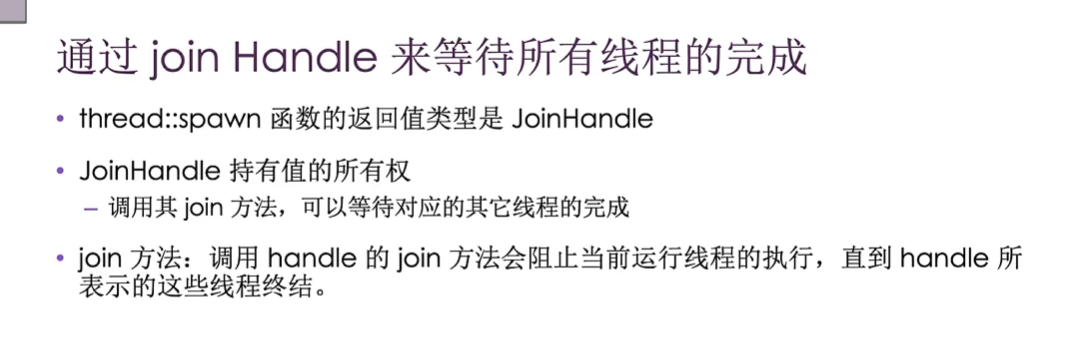 通过 join Handle 来等待所有线程的完成
• thread::spawn 函数的返回值类型是 JoinHandle
• JoinHandle 持有值的所有权
– 调用其 join 方法，可以等待对应的其它线程的完成
• join 方法：调用 handle 的 join 方法会阻止当前运行线程的执行，直到 handle 所
表示的这些线程终结。